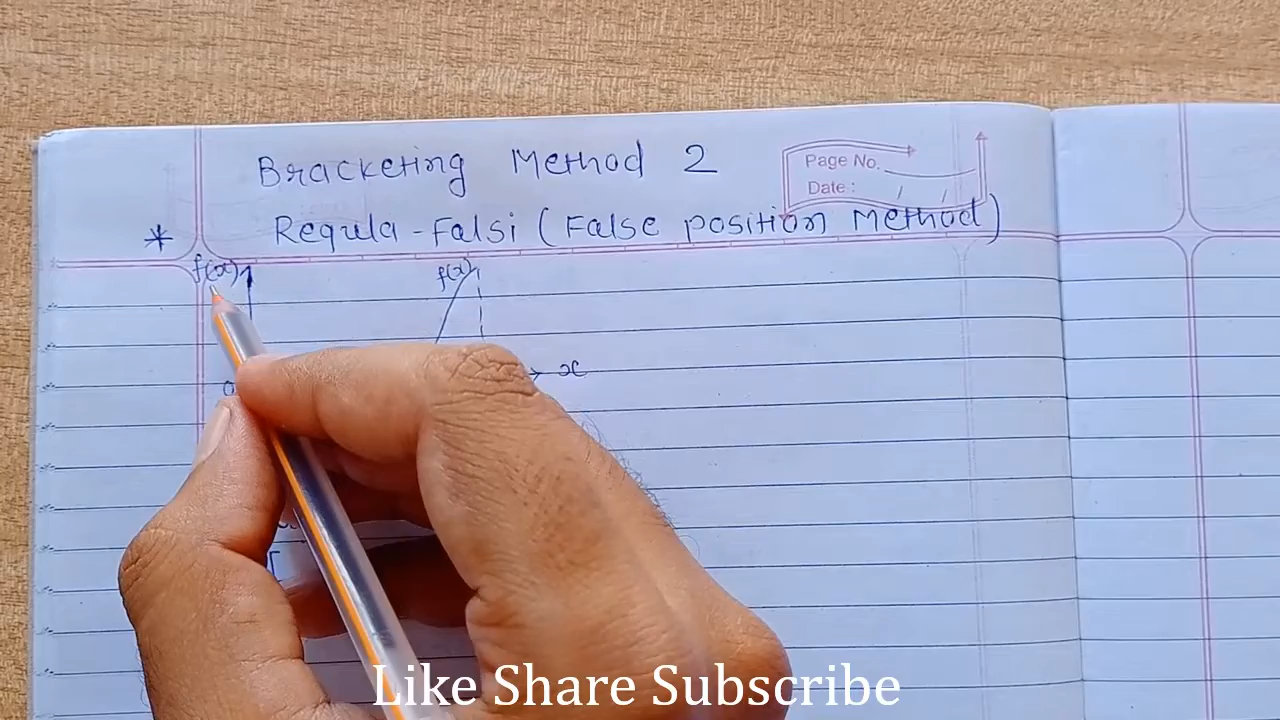 Bracketing Method 2
Page No.
Date :
* Regula-Falsi (False position Method)
f(x) f(x)
x
Like Share Subscribe